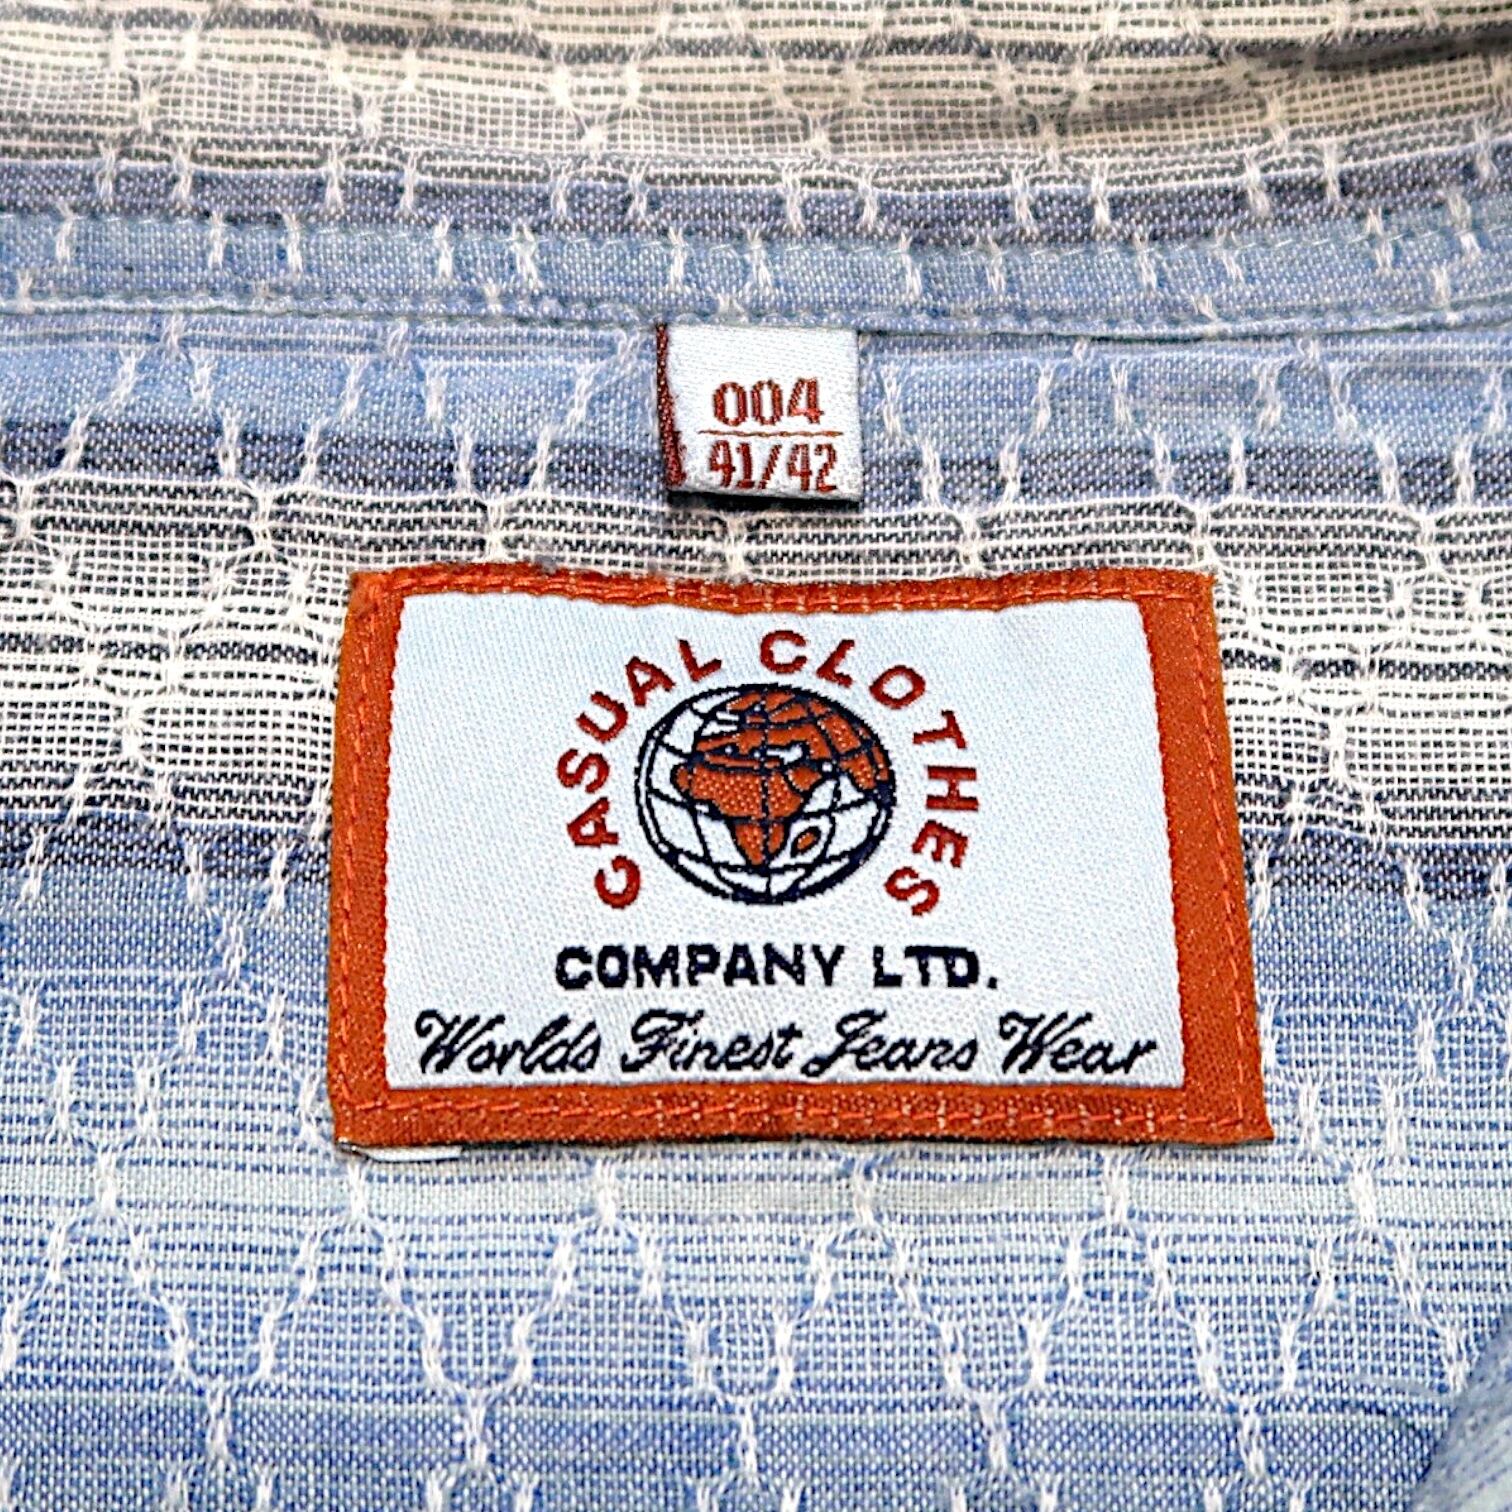 004
41/42
CASUAL CLOTHES
COMPANY LTD.
Worlds Finest Jeans Wear